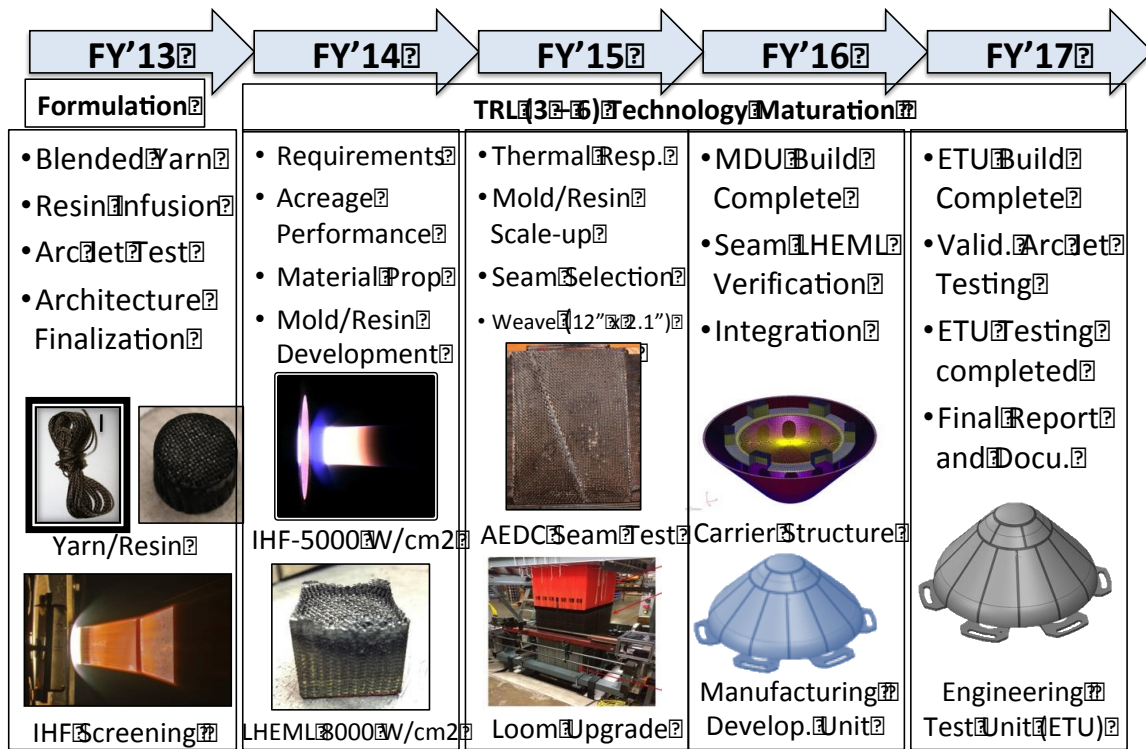 FY'13
FY'14
FY'15
FY'16
FY'17
Formulation
TRL (3 – 6) Technology Maturation
•Blended Yarn
•Resin Infusion
•Arc Jet Test
•Architecture
Finalization
Yarn/Resin
IHF Screening
• Requirements
• Acreage
Performance
• Material Prop
• Mold/Resin
Development
IHF-5000 W/cm2
LHEML 8000 W/cm2
•Thermal Resp.
•Mold/Resin
Scale-up
•Seam Selection
• Weave (12" x 2.1")
AEDC Seam Test
Loom Upgrade
•MDU Build
Complete
•Seam LHEML
Verification
•Integration
Carrier Structure
Manufacturing
Develop. Unit
•ETU Build
Complete
•Valid. Arc Jet
Testing
•ETU Testing
completed
•Final Report
and Docu.
Engineering
Test Unit (ETU)